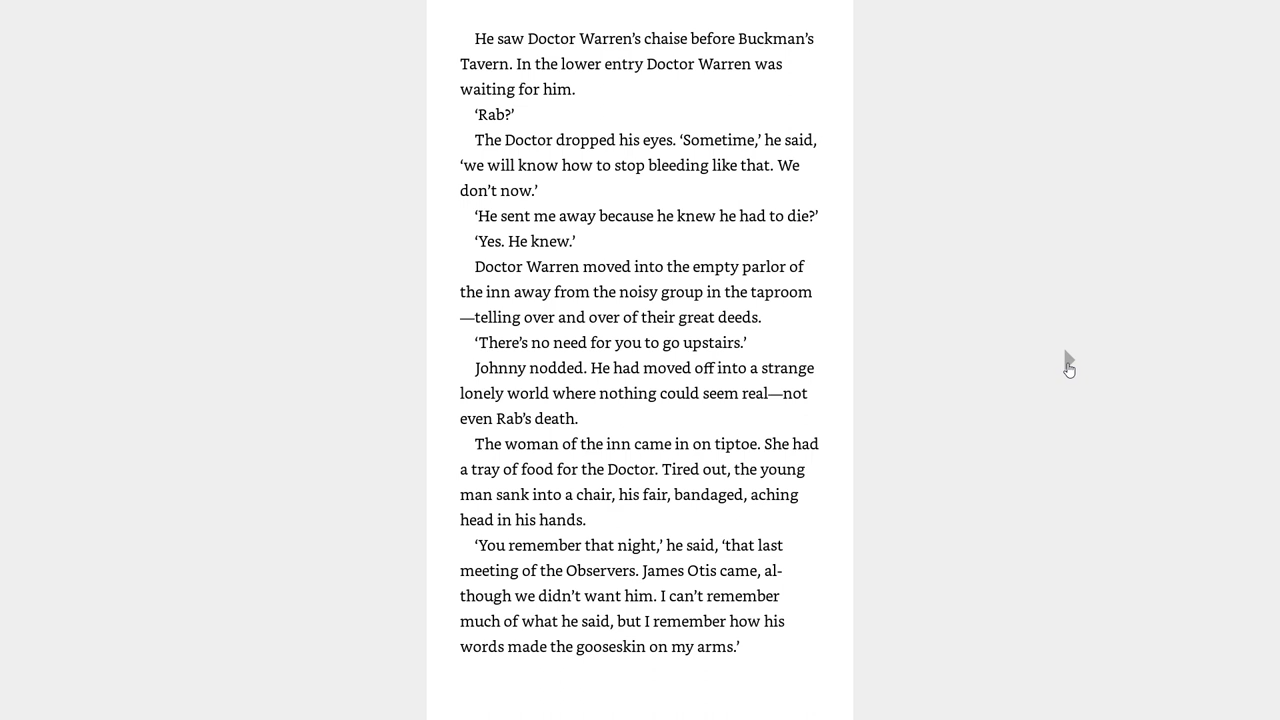 He saw Doctor Warren’s chaise before Buckman’s
Tavern. In the lower entry Doctor Warren was
waiting for him.
‘Rab?’
The Doctor dropped his eyes. ‘Sometime,’ he said,
‘we will know how to stop bleeding like that. We
don’t now.’
‘He sent me away because he knew he had to die?’
‘Yes. He knew.’
Doctor Warren moved into the empty parlor of
the inn away from the noisy group in the taproom
—telling over and over of their great deeds.
‘There’s no need for you to go upstairs.’
Johnny nodded. He had moved off into a strange
lonely world where nothing could seem real—not
even Rab’s death.
The woman of the inn came in on tiptoe. She had
a tray of food for the Doctor. Tired out, the young
man sank into a chair, his fair, bandaged, aching
head in his hands.
‘You remember that night,’ he said, ‘that last
meeting of the Observers. James Otis came, al-
though we didn’t want him. I can’t remember
much of what he said, but I remember how his
words made the gooseskin on my arms.’